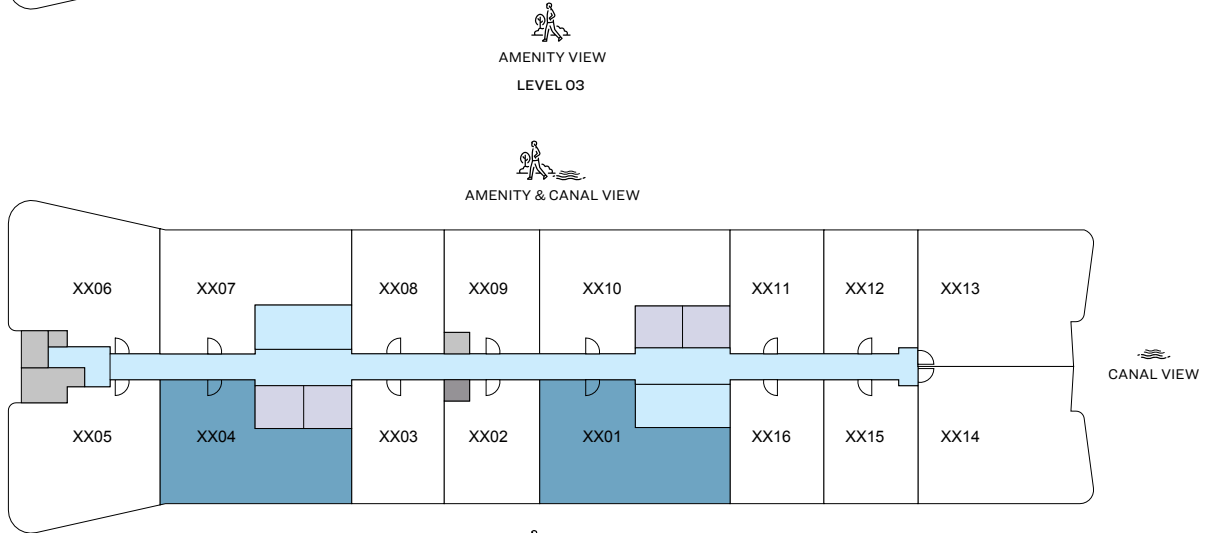 AMENITY VIEW
LEVEL 03
AMENITY & CANAL VIEW
XX06 XX07 XX08 XX09 XX10 XX11 XX12 XX13
CANAL VIEW
XX05 XX04 XX03 XX02 XX01 XX16 XX15 XX14